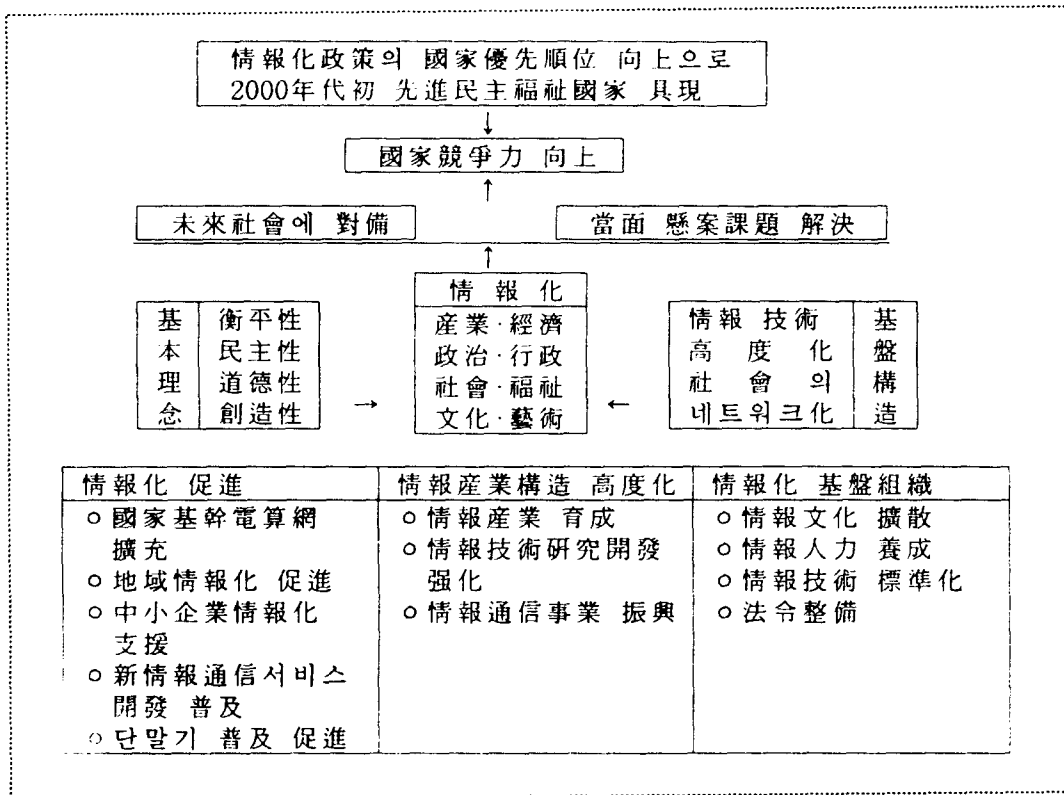 情報化政策의 國家優先順位 向上으로
2000年代初 先進民主福祉國家 具現
↓
國家競爭力 向上
↑
未來社會에 對備
當面 懸案課題 解決
↑
基本理念
衡平性
民主性
道德性
創造性
→
情報化
産業·經濟
政治·行政
社會·福祉
文化·藝術
←
情報 技術
高度化
社會의
네트워크化
基盤構造
情報化 促進
○國家基幹電算網
擴充
○地域情報化 促進
○中小企業情報化
支援
○新情報通信서비스
開發 普及
○단말기 普及 促進
情報産業構造 高度化
○情報産業 育成
○情報技術硏究開發
强化
○情報通信事業 振興
情報化 基盤組織
○情報文化 擴散
○情報人力 養成
○情報技術 標準化
○法令整備